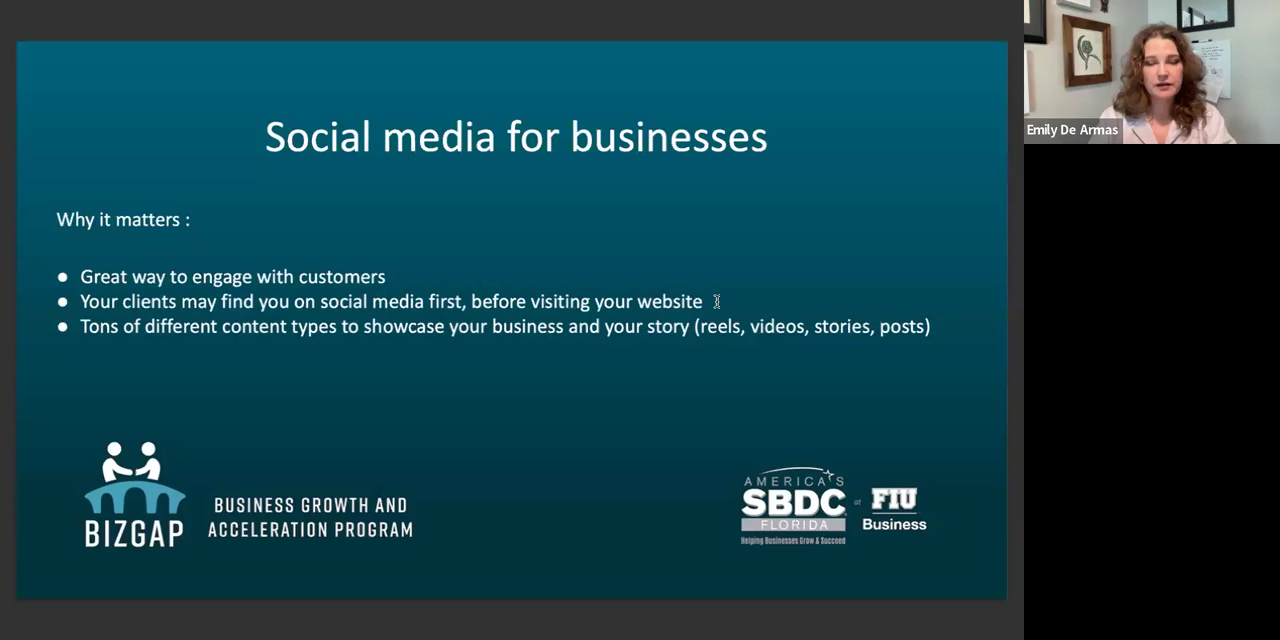 Social media for businesses
Why it matters :
● Great way to engage with customers
● Your clients may find you on social media first, before visiting your website
● Tons of different content types to showcase your business and your story (reels, videos, stories, posts)
BIZGAP
BUSINESS GROWTH AND
ACCELERATION PROGRAM
AMERICA'S
SBDC
FLORIDA
Helping Businesses Grow & Succeed
at
FIU
Business
Emily De Armas